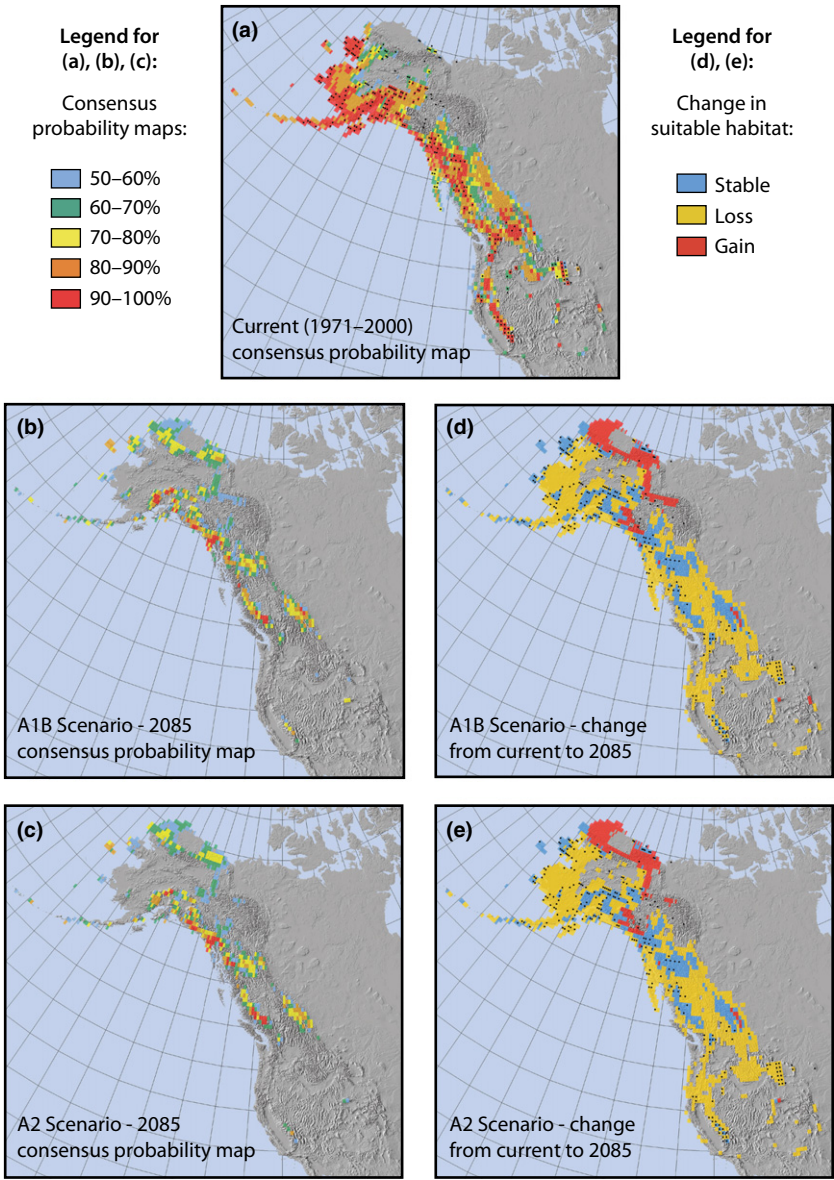 Legend for
(a), (b), (c):
Consensus
probability maps:
50–60%
60–70%
70–80%
80–90%
90–100%
(a)
Current (1971–2000)
consensus probability map
Legend for
(d), (e):
Change in
suitable habitat:
Stable
Loss
Gain
(b)
A1B Scenario - 2085
consensus probability map
(d)
A1B Scenario - change
from current to 2085
(c)
A2 Scenario - 2085
consensus probability map
(e)
A2 Scenario - change
from current to 2085